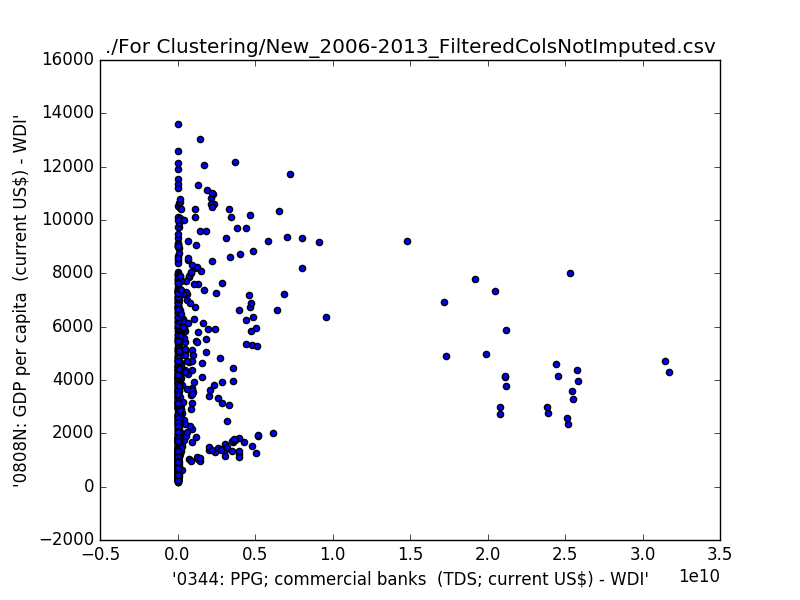 ./For Clustering/New_2006-2013_FilteredColsNotImputed.csv
16000
14000
12000
10000
8000
6000
4000
2000
0
−2000
'0808N: GDP per capita  (current US$) - WDI'
−0.5 0.0 0.5 1.0 1.5 2.0 2.5 3.0 3.5
1e10
'0344: PPG; commercial banks  (TDS; current US$) - WDI'